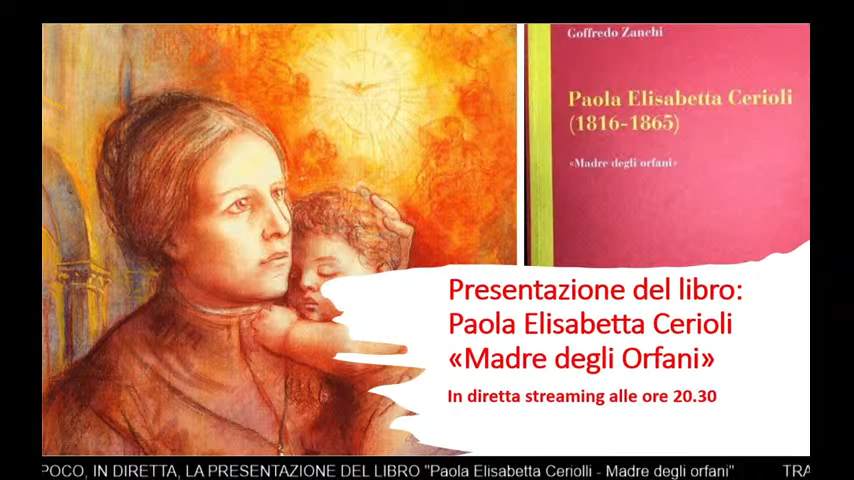 Goffredo Zanchi
Paola Elisabetta Cerioli
(1816-1865)
«Madre degli orfani»
Presentazione del libro:
Paola Elisabetta Cerioli
«Madre degli Orfani»
In diretta streaming alle ore 20.30
POCO, IN DIRETTA, LA PRESENTAZIONE DEL LIBRO "Paola Elisabetta Ceriolli - Madre degli orfani" TRA